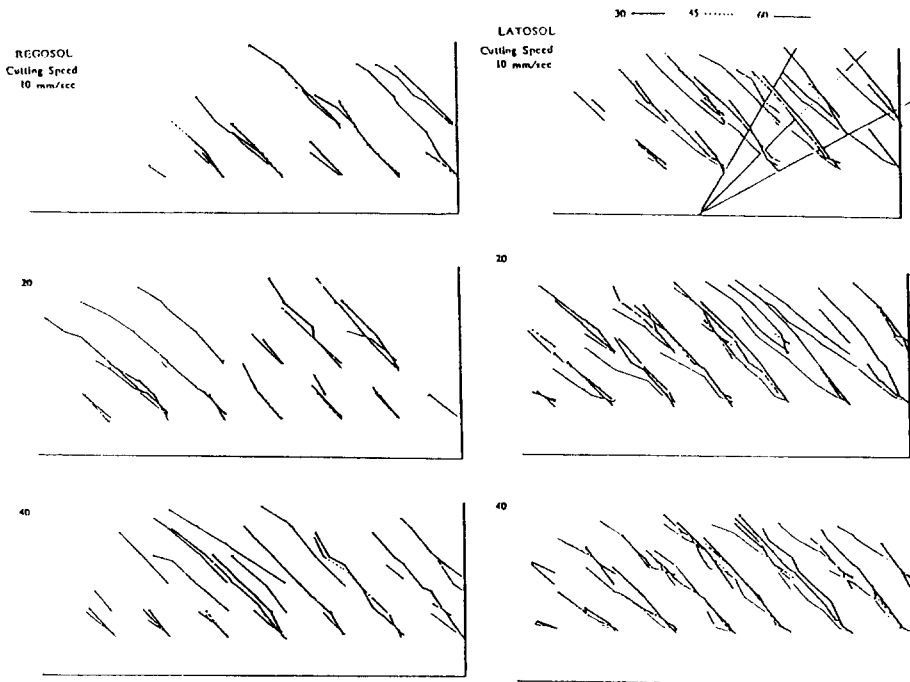 30 45 60
REGOSOL
Cutting Speed
10 mm/sec
LATOSOL
Cutting Speed
10 mm/sec
20
20
40
40